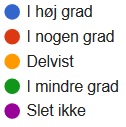 I høj grad
I nogen grad
Delvist
I mindre grad
Slet ikke